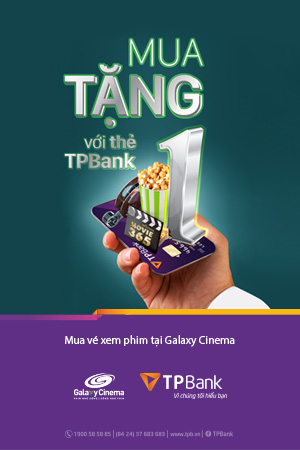 MUA
TẶNG 1
với thẻ
TPBank
MOVIE
365
TPBank
Mua vé xem phim tại Galaxy Cinema
Galaxy Cinema
TPBank
Vì chúng tôi hiểu bạn
1900 58 58 85 | (84 24) 37 683 683 | www.tpb.vn | TPBank